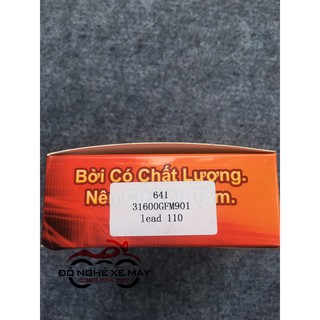 Bởi Có Chất Lượng.
641
31600GFM901
lead 110
ĐỒ NGHỀ XE MÁY